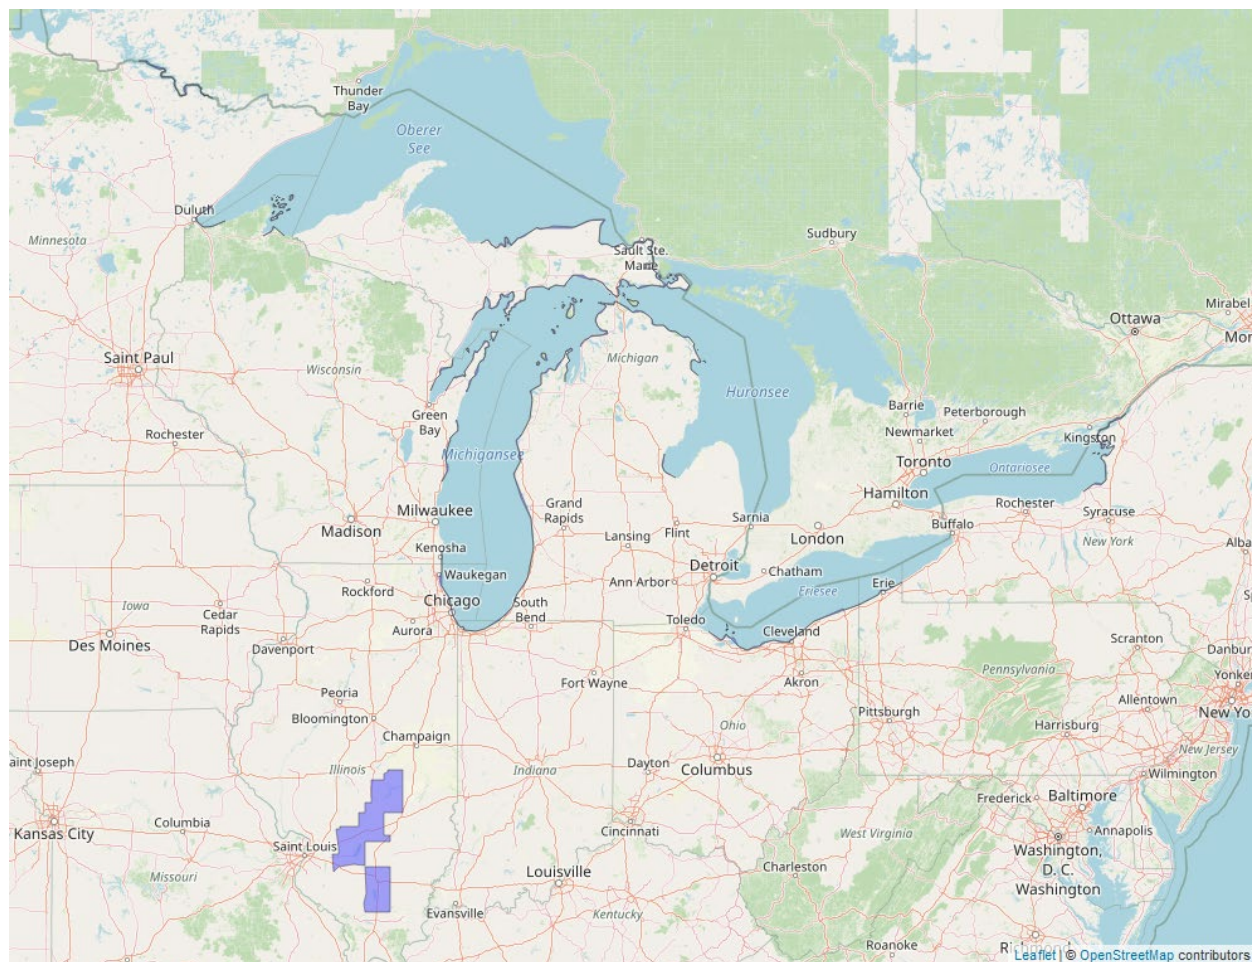 Thunder
Bay
Oberer
See
Duluth
Minnesota
Sudbury
Sault Ste.
Marie
Mirabel
Ottawa
Mon
Saint Paul
Wisconsin
Michigan
Huronsee
Green
Bay
Barrie
Peterborough
Newmarket
Kingston
Rochester
Michigansee
Toronto
Ontariosee
Hamilton
Milwaukee
Madison
Grand
Rapids
Lansing
Flint
Sarnia
London
Buffalo
Rochester
Syracuse
New York
Alba
Kenosha
Waukegan
Rockford
Chicago
Aurora
South
Bend
Ann Arbor
Detroit
Chatham
Eriesee
Erie
Toledo
Cleveland
Iowa
Cedar
Rapids
Des Moines
Davenport
Scranton
Danbur
Yonker
Pennsylvania
Allentown
New Yo
Fort Wayne
Akron
Peoria
Bloomington
Pittsburgh
Harrisburg
Ohio
Champaign
New Jersey
aint Joseph
Illinois
Indiana
Dayton
Columbus
Wilmington
Frederick
Baltimore
Kansas City
Columbia
Cincinnati
West Virginia
Annapolis
Saint Louis
Washington,
D. C.
Washington
Missouri
Louisville
Charleston
Evansville
Kentucky
Roanoke
Richmond
Leaflet | © OpenStreetMap contributors